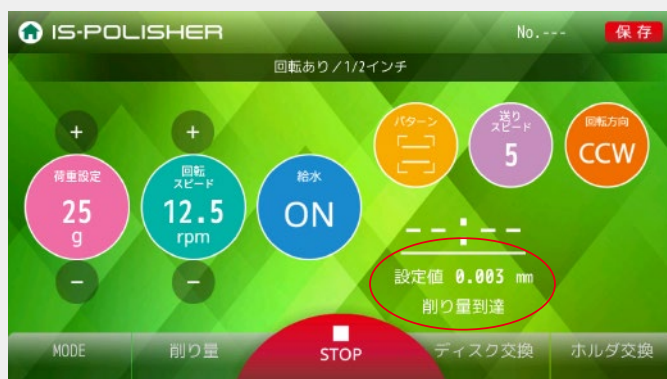 IS-POLISHER
No.---
保存
回転あり/1/2インチ
+
+
荷重設定
25
g
-
-
回転
スピード
12.5
rpm
給水
ON
パターン
送り
スピード
5
回転方向
CCW
--:--
設定値 0.003 mm
削り量到達
MODE
削り量
STOP
ディスク交換
ホルダ交換